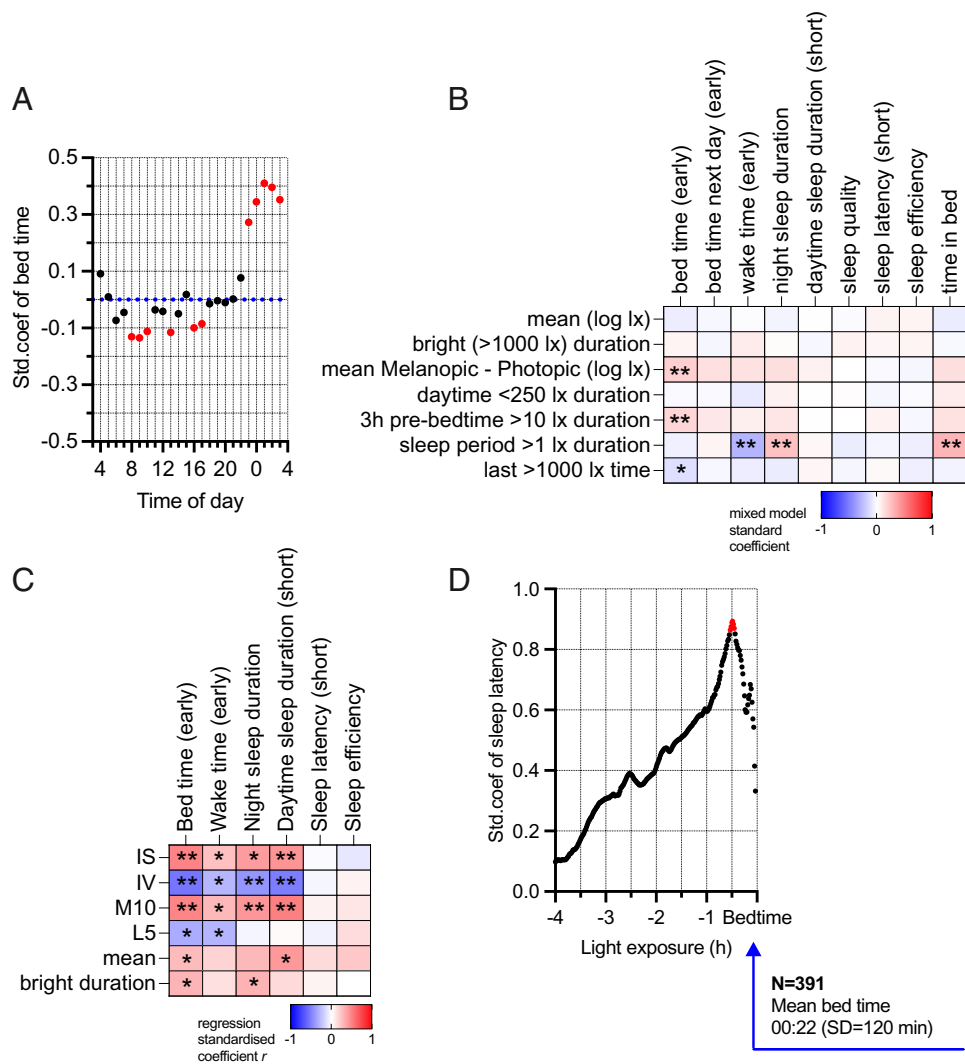 A
0.5
0.3
0.1
-0.1
-0.3
-0.5
Std.coef of bed time
4 8 12 16 20 0 4
Time of day
B
bed time (early)
bed time next day (early)
wake time (early)
night sleep duration
daytime sleep duration (short)
sleep quality
sleep latency (short)
sleep efficiency
time in bed
mean (log lx)
bright (>1000 lx) duration
mean Melanopic - Photopic (log lx) **
daytime <250 lx duration
3h pre-bedtime >10 lx duration **
sleep period >1 lx duration ** ** **
last >1000 lx time *
mixed model
standard
coefficient
-1 0 1
C
Bed time (early)
Wake time (early)
Night sleep duration
Daytime sleep duration (short)
Sleep latency (short)
Sleep efficiency
IS ** * * **
IV ** * ** **
M10 ** * ** **
L5 * *
mean * *
bright duration * *
regression
standardised
coefficient r
-1 0 1
D
1.0
0.8
0.6
0.4
0.2
0.0
Std.coef of sleep latency
-4 -3 -2 -1 Bedtime
Light exposure (h)
N=391
Mean bed time
00:22 (SD=120 min)